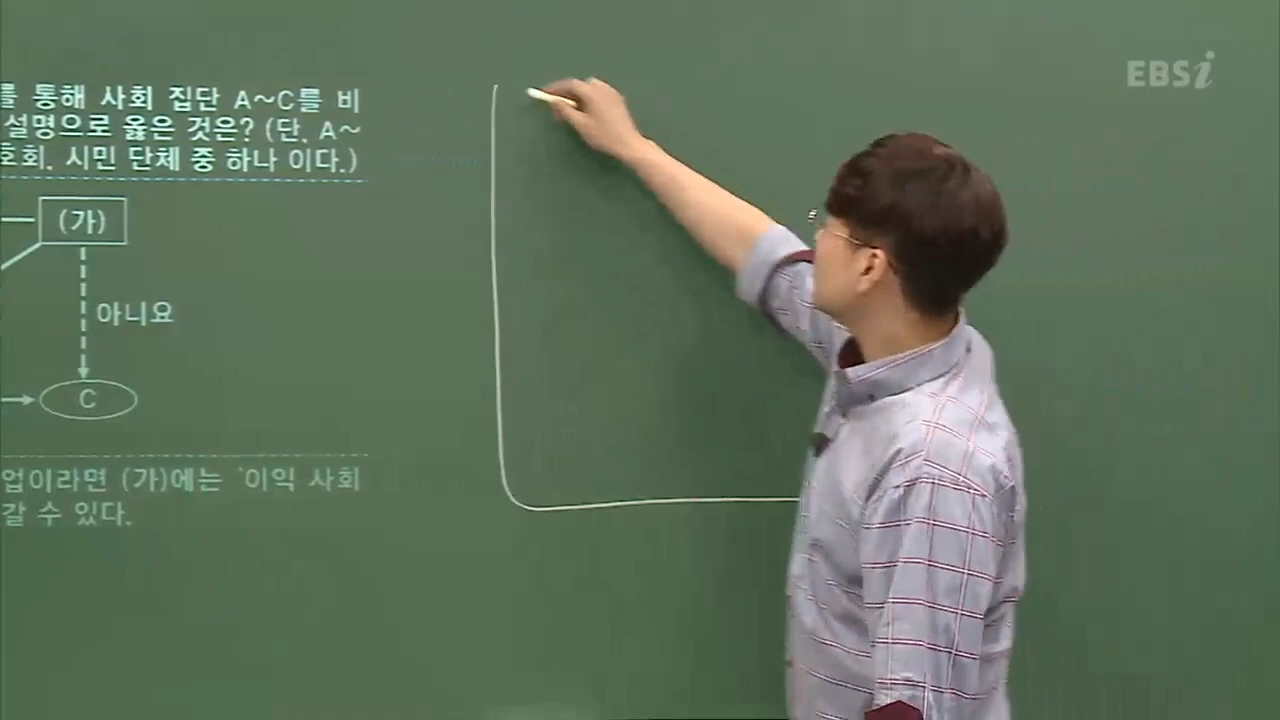 를 통해 사회 집단 A~C를 비
설명으로 옳은 것은? (단, A~
호회, 시민 단체 중 하나 이다.)
(가)
아니요
C
업이라면 (가)에는 '이익 사회
갈 수 있다.
EBSi